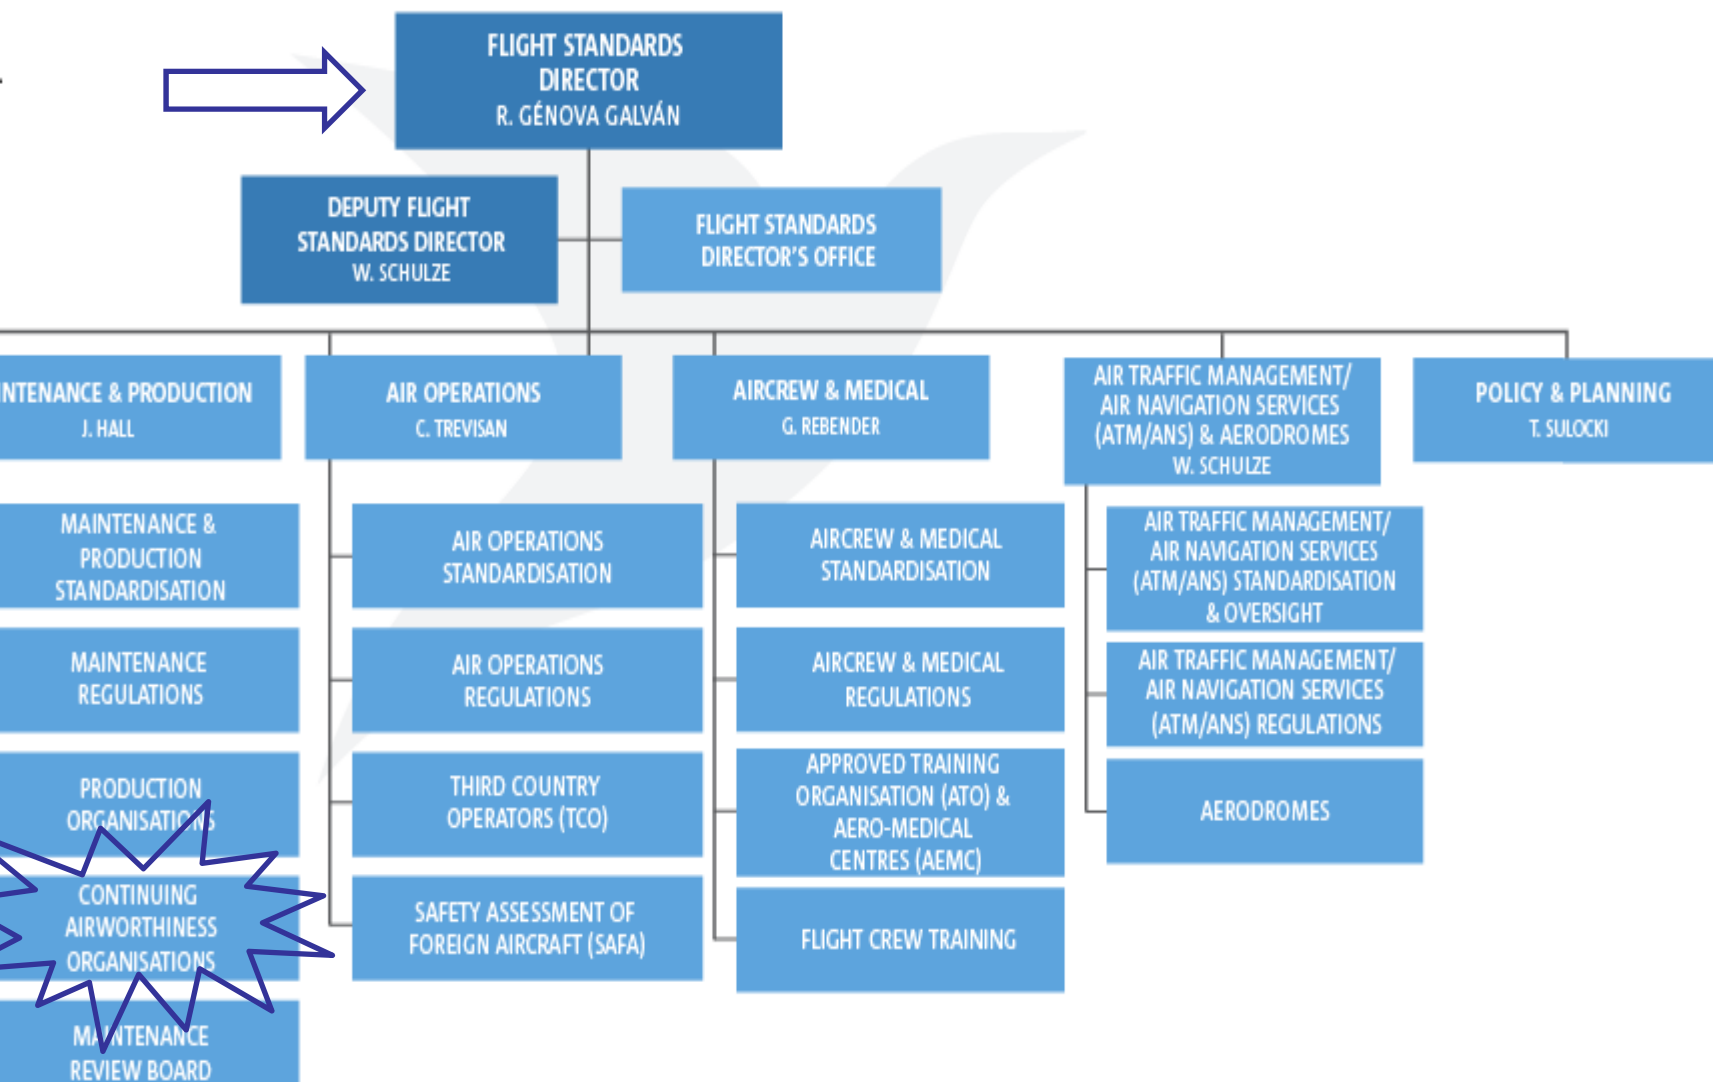 FLIGHT STANDARDS
DIRECTOR
R. GÉNOVA GALVÁN
DEPUTY FLIGHT
STANDARDS DIRECTOR
W. SCHULZE
FLIGHT STANDARDS
DIRECTOR'S OFFICE
NTENANCE & PRODUCTION
J. HALL
AIR OPERATIONS
C. TREVISAN
AIRCREW & MEDICAL
G. REBENDER
AIR TRAFFIC MANAGEMENT/
AIR NAVIGATION SERVICES
(ATM/ANS) & AERODROMES
W. SCHULZE
POLICY & PLANNING
T. SULOCKI
MAINTENANCE &
PRODUCTION
STANDARDISATION
MAINTENANCE
REGULATIONS
PRODUCTION
ORGANISATIONS
CONTINUING
AIRWORTHINESS
ORGANISATIONS
MAINTENANCE
REVIEW BOARD
AIR OPERATIONS
STANDARDISATION
AIR OPERATIONS
REGULATIONS
THIRD COUNTRY
OPERATORS (TCO)
SAFETY ASSESSMENT OF
FOREIGN AIRCRAFT (SAFA)
AIRCREW & MEDICAL
STANDARDISATION
AIRCREW & MEDICAL
REGULATIONS
APPROVED TRAINING
ORGANISATION (ATO) &
AERO-MEDICAL
CENTRES (AEMC)
FLIGHT CREW TRAINING
AIR TRAFFIC MANAGEMENT/
AIR NAVIGATION SERVICES
(ATM/ANS) STANDARDISATION
& OVERSIGHT
AIR TRAFFIC MANAGEMENT/
AIR NAVIGATION SERVICES
(ATM/ANS) REGULATIONS
AERODROMES